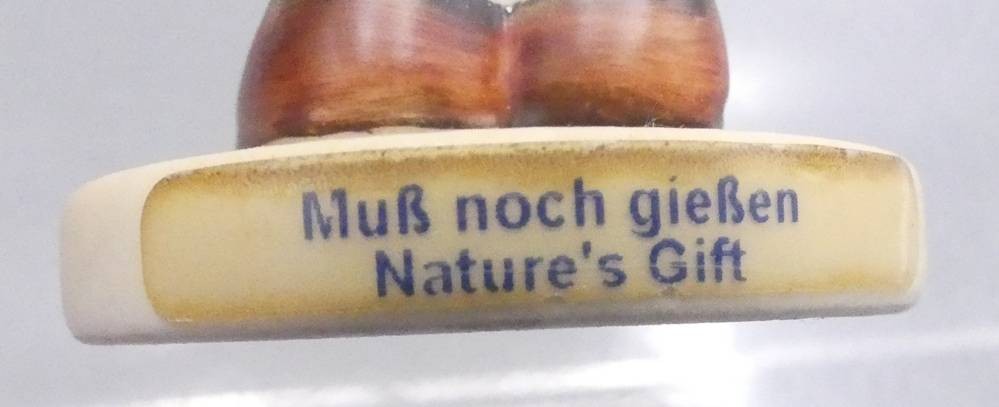 Muß noch gießen
Nature's Gift